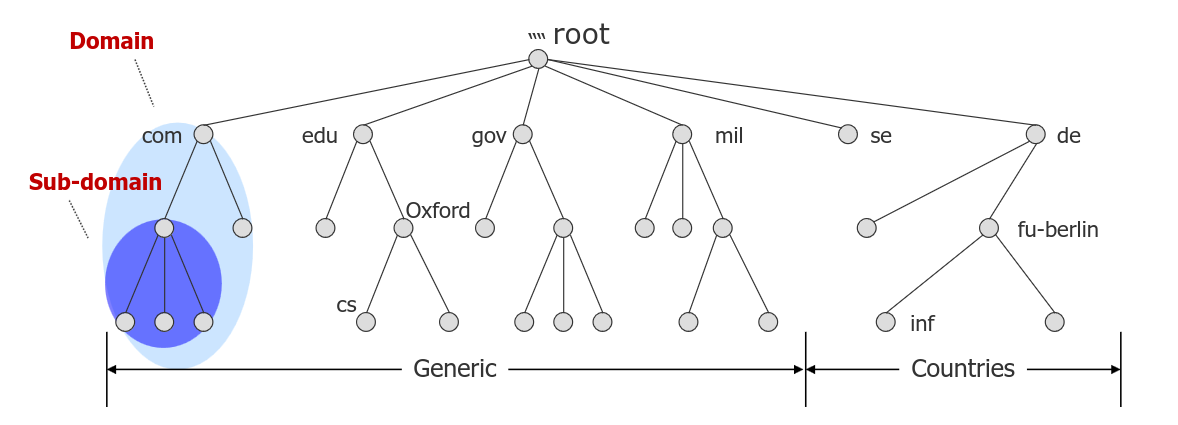 "" root
Domain
com
edu
gov
mil
se
de
Sub-domain
Oxford
fu-berlin
cs
inf
Generic
Countries